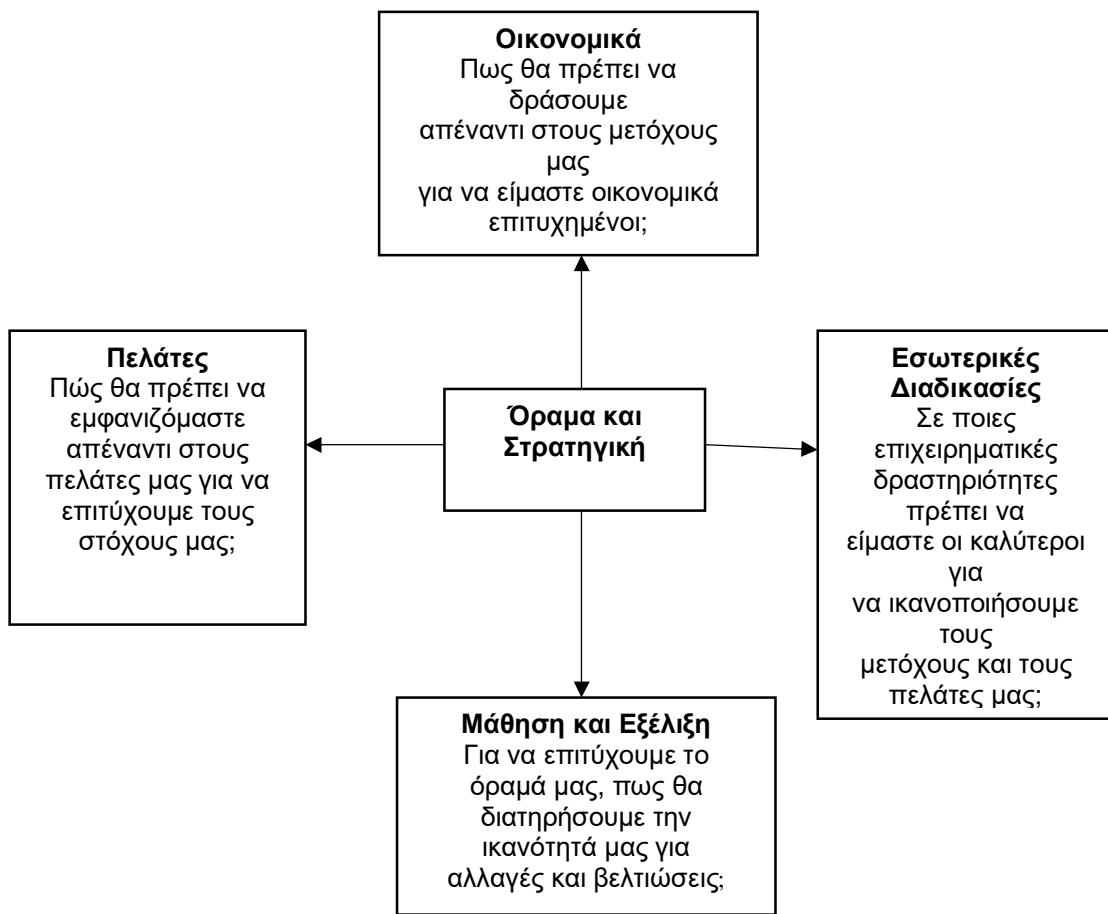 Οικονομικά
Πως θα πρέπει να
δράσουμε
απέναντι στους μετόχους
μας
για να είμαστε οικονομικά
επιτυχημένοι;
Πελάτες
Πώς θα πρέπει να
εμφανιζόμαστε
απέναντι στους
πελάτες μας για να
επιτύχουμε τους
στόχους μας;
Όραμα και
Στρατηγική
Εσωτερικές
Διαδικασίες
Σε ποιες
επιχειρηματικές
δραστηριότητες
πρέπει να
είμαστε οι καλύτεροι
για
να ικανοποιήσουμε
τους
μετόχους και τους
πελάτες μας;
Μάθηση και Εξέλιξη
Για να επιτύχουμε το
όραμά μας, πως θα
διατηρήσουμε την
ικανότητά μας για
αλλαγές και βελτιώσεις;